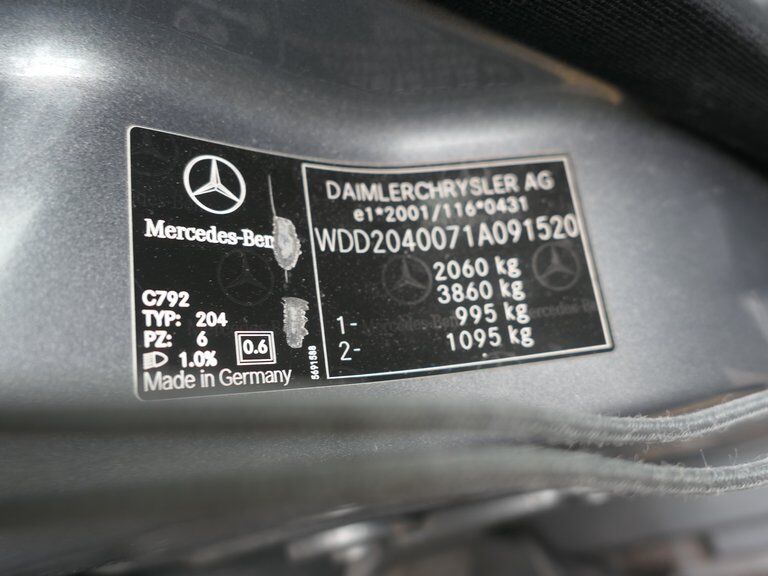 Mercedes-Ben
C792
TYP: 204
PZ: 6
1.0% 0.6
Made in Germany
5691588
DAIMLERCHRYSLER AG
e1*2001/116*0431
WDD2040071A091520
2060 kg
3860 kg
1- 995 kg
2- 1095 kg